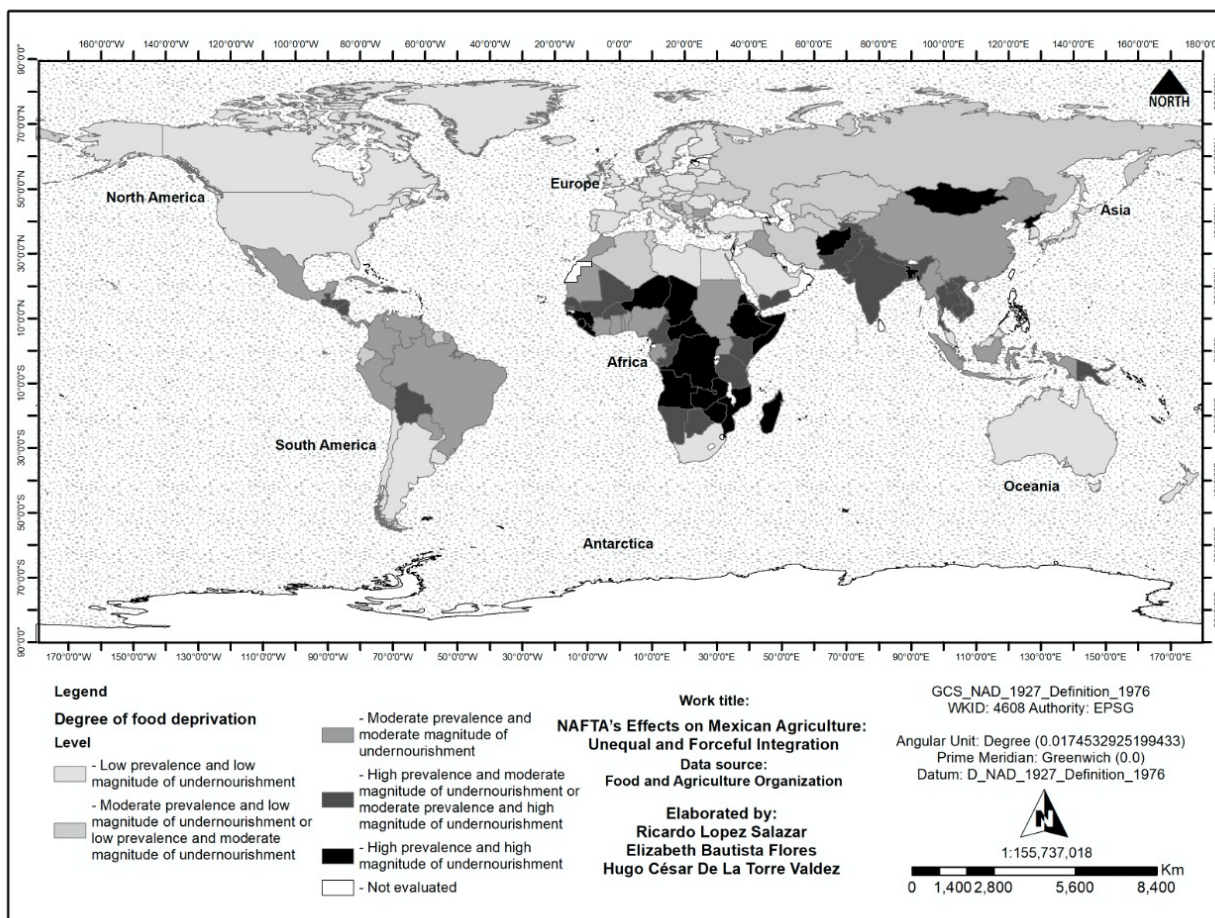 160°0'0"W 140°0'0"W 120°0'0"W 100°0'0"W 80°0'0"W 60°0'0"W 40°0'0"W 20°0'0"W 0°0'0" 20°0'0"E 40°0'0"E 60°0'0"E 80°0'0"E 100°0'0"E 120°0'0"E 140°0'0"E 160°0'0"E
NORTH
North America
Europe
Asia
Africa
South America
Oceania
Antarctica
170°0'0"W 150°0'0"W 130°0'0"W 110°0'0"W 90°0'0"W 70°0'0"W 50°0'0"W 30°0'0"W 10°0'0"W 10°0'0"E 30°0'0"E 50°0'0"E 70°0'0"E 90°0'0"E 110°0'0"E 130°0'0"E 150°0'0"E 170°0'0"E
Legend
Degree of food deprivation
Level
- Low prevalence and low
magnitude of undernourishment
- Moderate prevalence and low
magnitude of undernourishment or
low prevalence and moderate
magnitude of undernourishment
- Moderate prevalence and
moderate magnitude of
undernourishment
- High prevalence and moderate
magnitude of undernourishment or
moderate prevalence and high
magnitude of undernourishment
- High prevalence and high
magnitude of undernourishment
- Not evaluated
Work title:
NAFTA's Effects on Mexican Agriculture:
Unequal and Forceful Integration
Data source:
Food and Agriculture Organization
Elaborated by:
Ricardo Lopez Salazar
Elizabeth Bautista Flores
Hugo César De La Torre Valdez
GCS_NAD_1927_Definition_1976
WKID: 4608 Authority: EPSG
Angular Unit: Degree (0.0174532925199433)
Prime Meridian: Greenwich (0.0)
Datum: D_NAD_1927_Definition_1976
N
1:155,737,018
Km
0 1,400 2,800 5,600 8,400